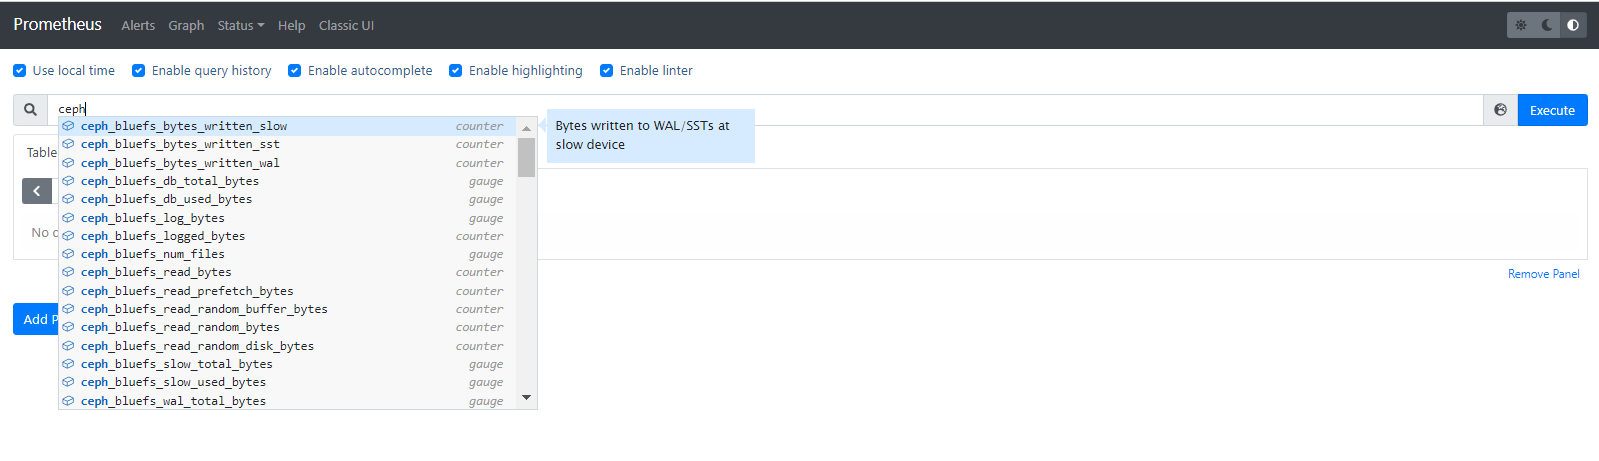 Prometheus Alerts Graph Status Help Classic UI
Use local time Enable query history Enable autocomplete Enable highlighting Enable linter
ceph Execute
ceph_bluefs_bytes_written_slow counter
Bytes written to WAL/SSTs at
slow device
ceph_bluefs_bytes_written_sst counter
Table
ceph_bluefs_bytes_written_wal counter
ceph_bluefs_db_total_bytes gauge
ceph_bluefs_db_used_bytes gauge
ceph_bluefs_log_bytes gauge
No
ceph_bluefs_logged_bytes counter
ceph_bluefs_num_files gauge
ceph_bluefs_read_bytes counter
Remove Panel
ceph_bluefs_read_prefetch_bytes counter
ceph_bluefs_read_random_buffer_bytes counter
Add P
ceph_bluefs_read_random_bytes counter
ceph_bluefs_read_random_disk_bytes counter
ceph_bluefs_slow_total_bytes gauge
ceph_bluefs_slow_used_bytes gauge
ceph_bluefs_wal_total_bytes gauge